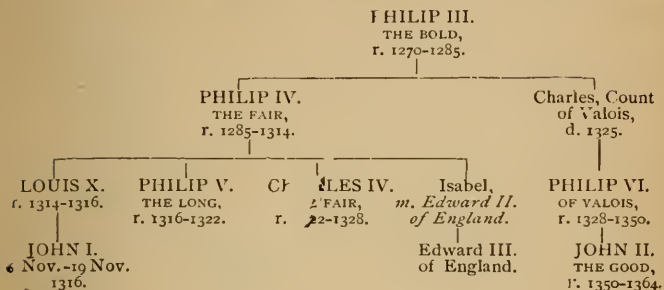 PHILIP III.
THE BOLD,
r. 1270-1285.
PHILIP IV.
THE FAIR,
r. 1285-1314.
Charles, Count
of Valois,
d. 1325.
LOUIS X.
r. 1314-1316.
PHILIP V.
THE LONG,
r. 1316-1322.
IV.
FAIR,
r. -1328.
Isabel,
m. Edward II.
of England.
PHILIP VI.
OF VALOIS,
r. 1328-1350.
JOHN I.
Nov.-19 Nov.
1316.
Edward III.
of England.
JOHN II.
THE GOOD,
r. 1350-1364.